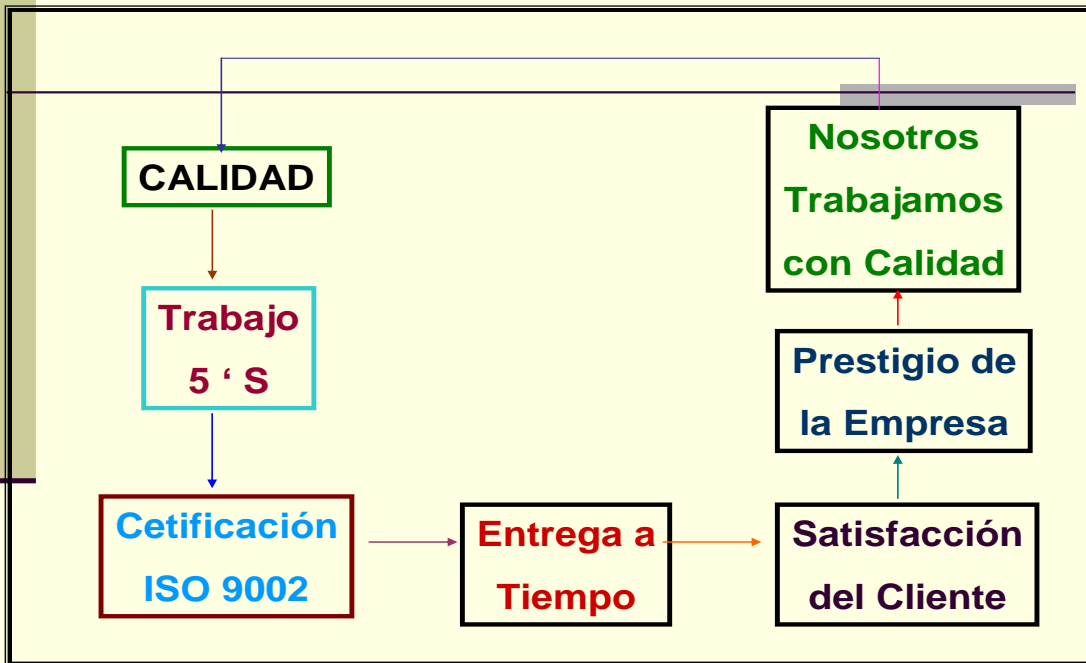 CALIDAD
Trabajo
5 ‘ S
Cetificación
ISO 9002
Entrega a
Tiempo
Satisfacción
del Cliente
Prestigio de
la Empresa
Nosotros
Trabajamos
con Calidad